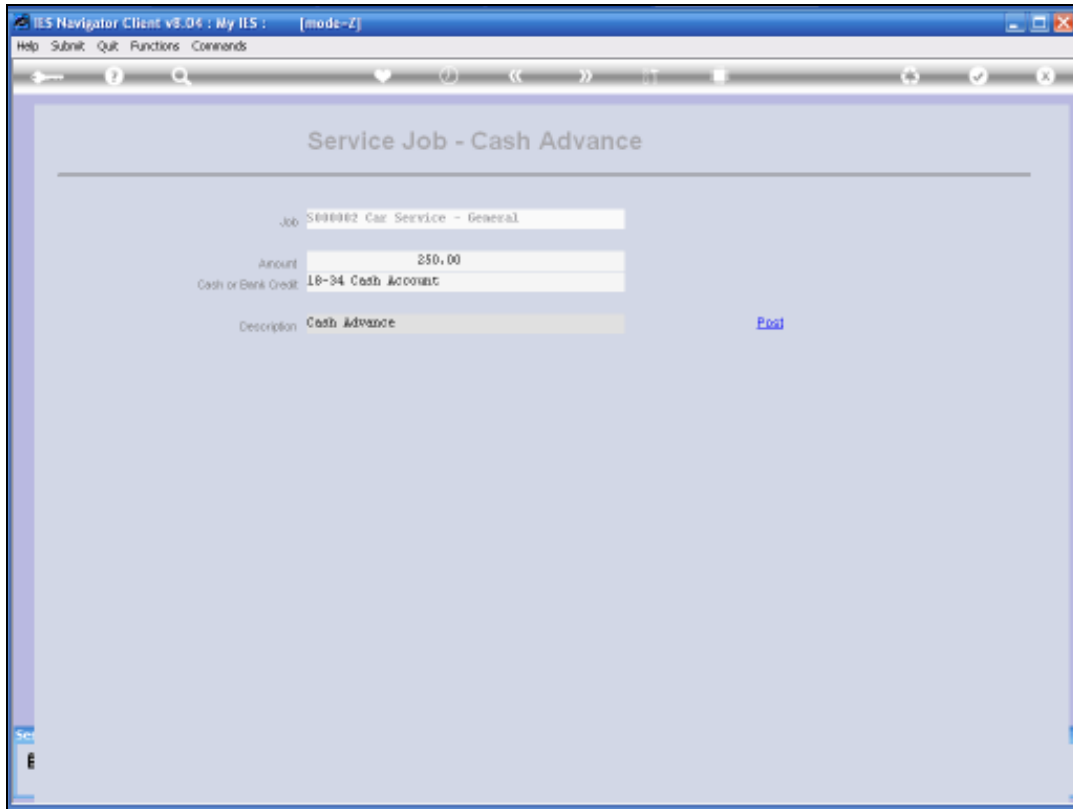 IES Navigator Client v8.04 : My IES : [mode=Z]
Help Submit Quit Functions Commands
Service Job - Cash Advance
Job S000002 Car Service - General
Amount 250.00
Cash or Bank Credit 18-34 Cash Account
Description Cash Advance Post
Ser